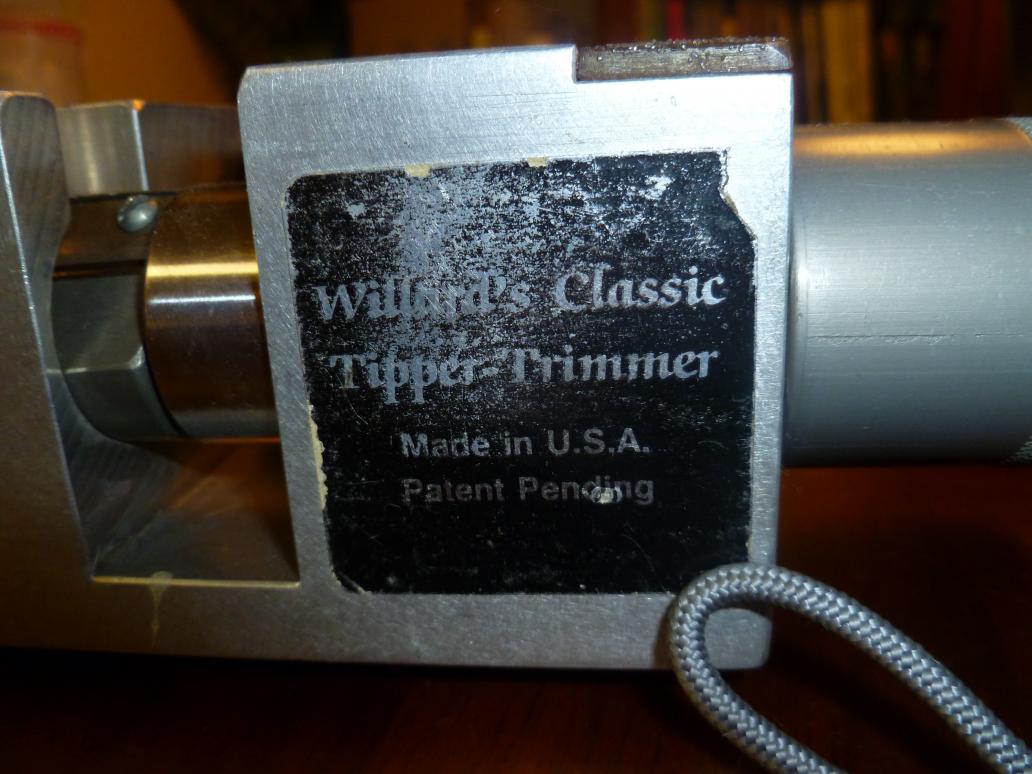 Willard's Classic
Tipper-Trimmer
Made in U.S.A.
Patent Pending